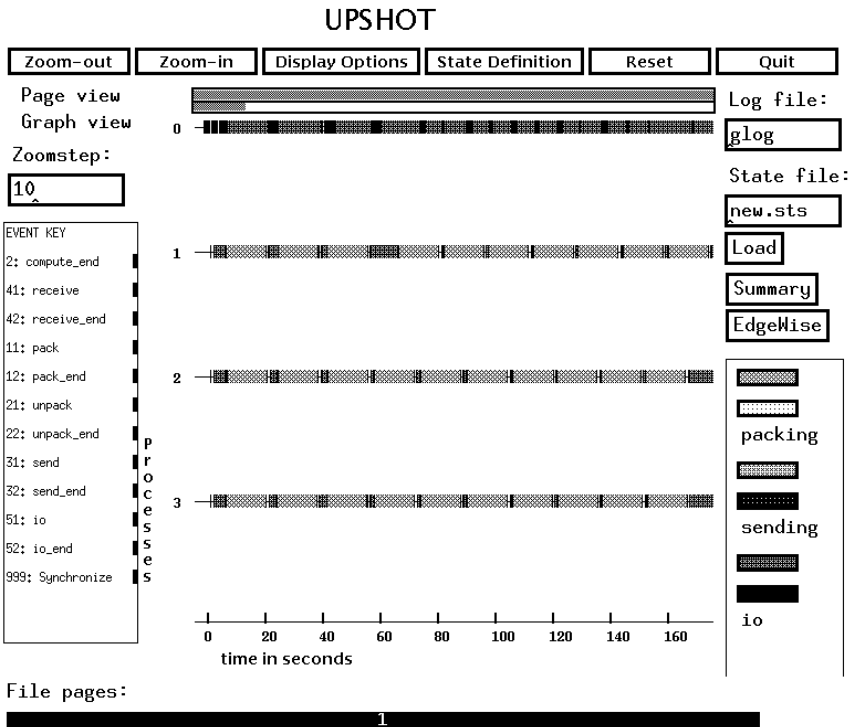 UPSHOT
Zoom-out Zoom-in Display Options State Definition Reset Quit
Page view
Graph view
Zoomstep:
10
Log file:
glog
State file:
new.sts
Load
Summary
EdgeWise
EVENT KEY
2: compute_end
41: receive
42: receive_end
11: pack
12: pack_end
21: unpack
22: unpack_end
31: send
32: send_end
51: io
52: io_end
999: Synchronize
processes
0
1
2
3
packing
sending
io
0 20 40 60 80 100 120 140 160
time in seconds
File pages:
1